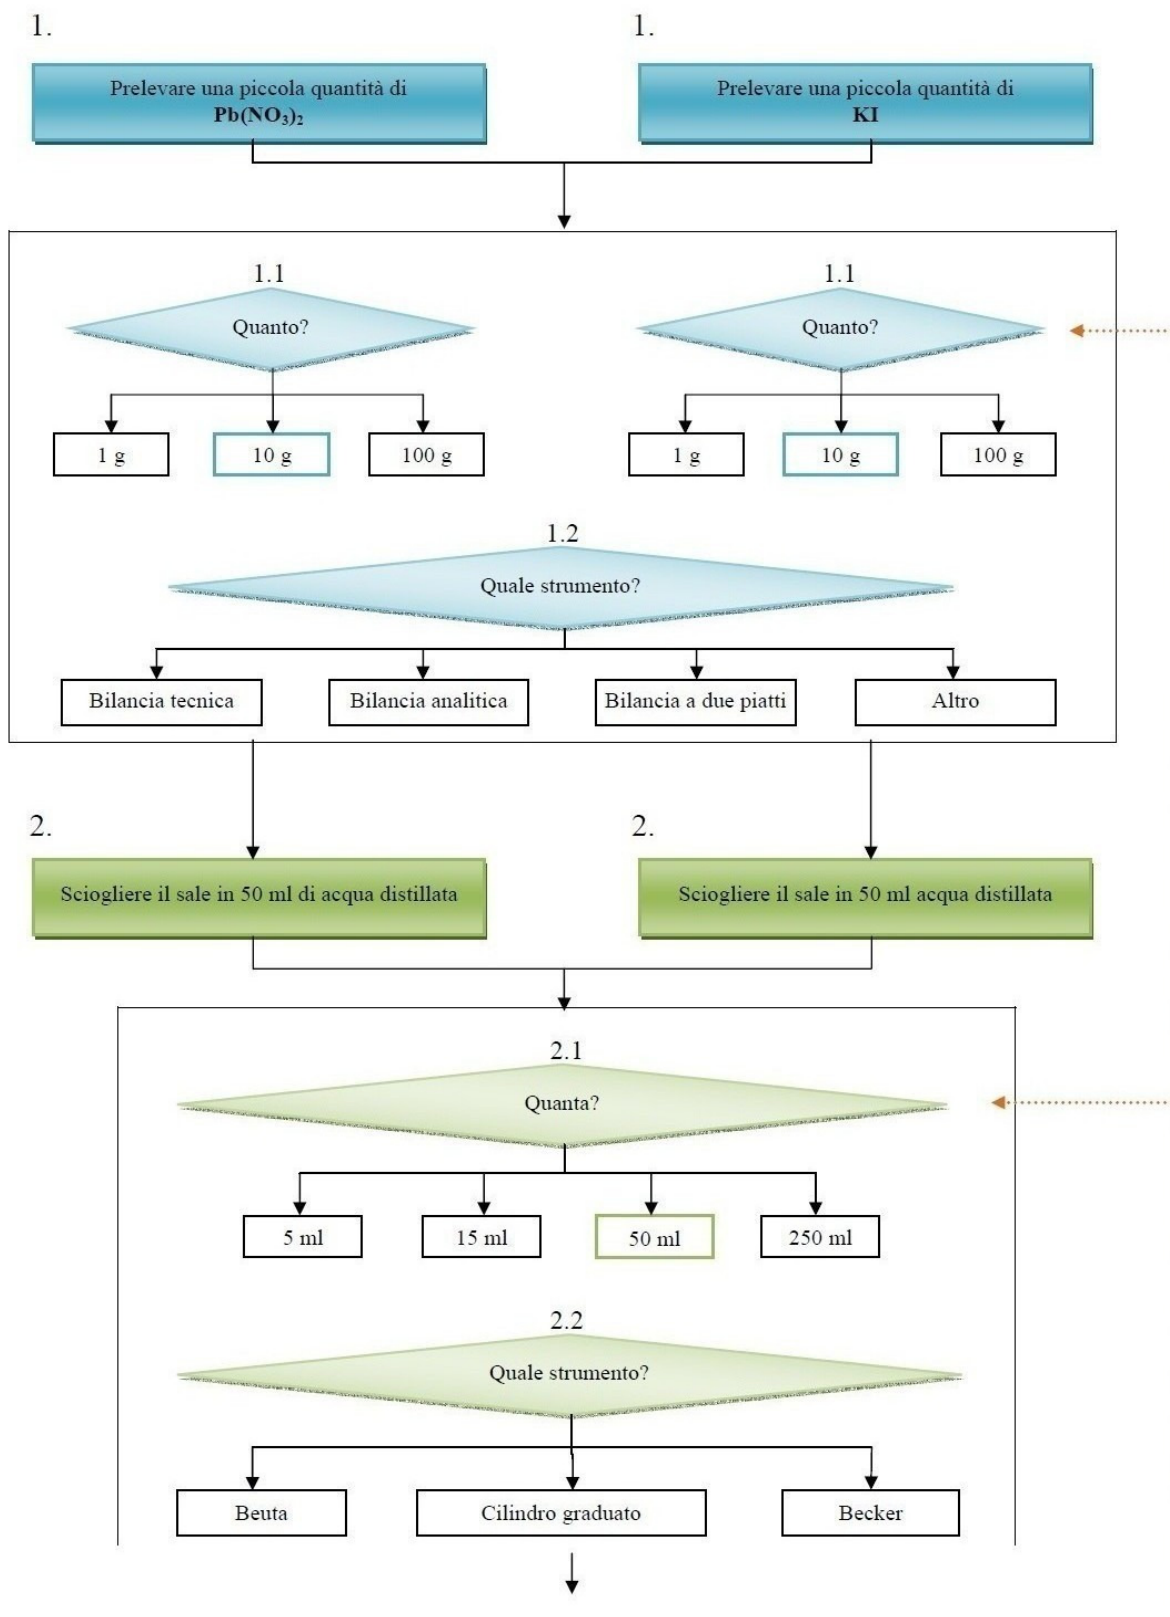 1.
1.
Prelevare una piccola quantità di
Pb(NO₃)₂
Prelevare una piccola quantità di
KI
1.1
1.1
Quanto?
Quanto?
1 g
10 g
100 g
1 g
10 g
100 g
1.2
Quale strumento?
Bilancia tecnica
Bilancia analitica
Bilancia a due piatti
Altro
2.
2.
Sciogliere il sale in 50 ml di acqua distillata
Sciogliere il sale in 50 ml acqua distillata
2.1
Quanta?
5 ml
15 ml
50 ml
250 ml
2.2
Quale strumento?
Beuta
Cilindro graduato
Becker